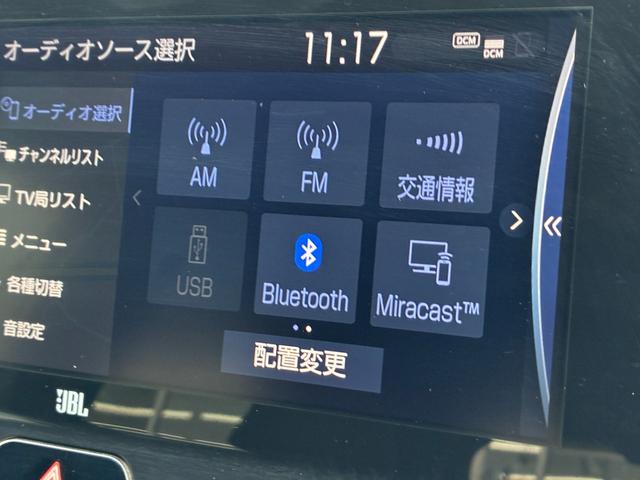 オーディオソース選択
11:17
DCM
DCM
オーディオ選択
チャンネルリスト
TV局リスト
メニュー
各種切替
音設定
AM
FM
交通情報
USB
Bluetooth
Miracast™
配置変更
JBL